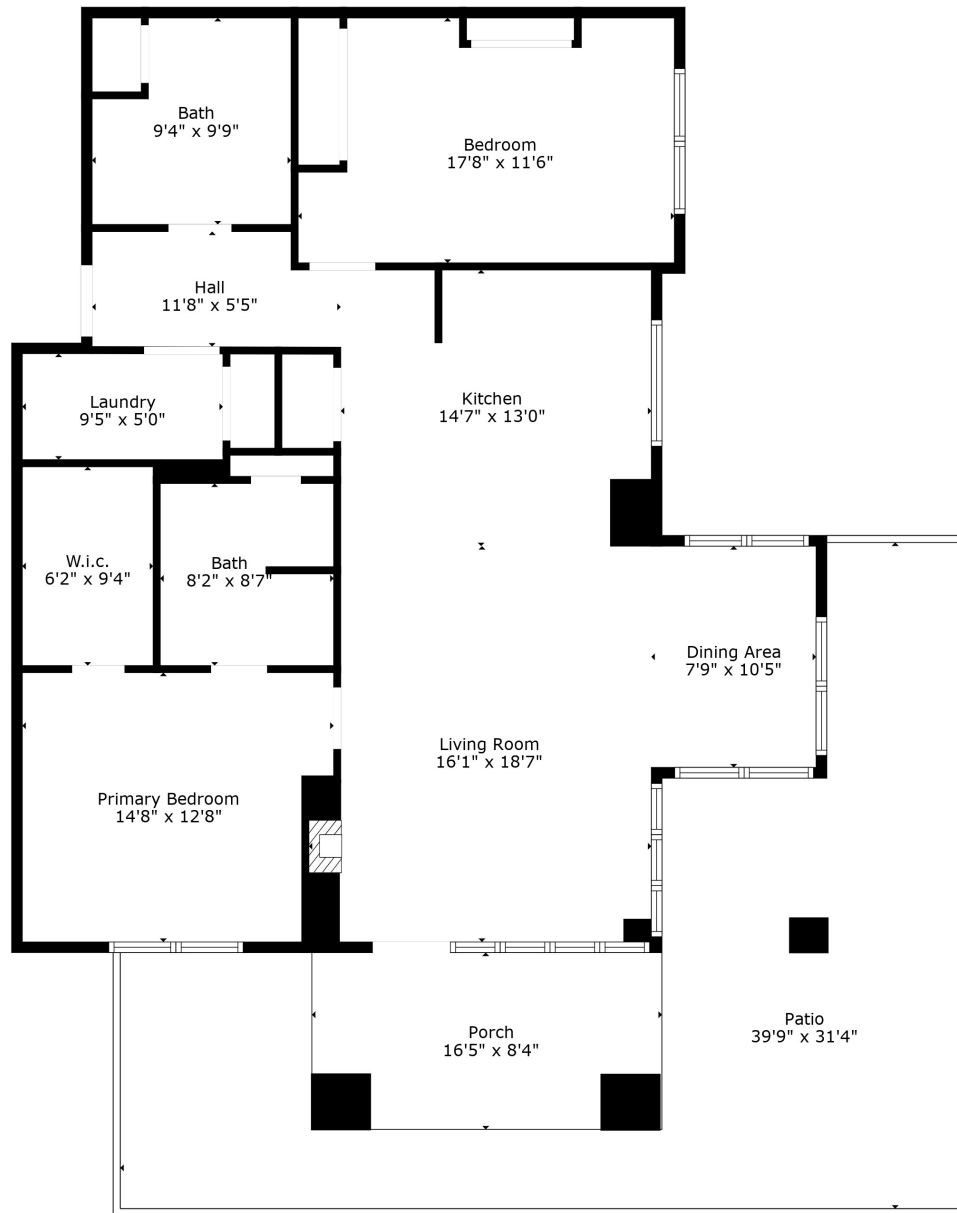 Bath
9'4" x 9'9"
Bedroom
17'8" x 11'6"
Hall
11'8" x 5'5"
Laundry
9'5" x 5'0"
Kitchen
14'7" x 13'0"
W.i.c.
6'2" x 9'4"
Bath
8'2" x 8'7"
Dining Area
7'9" x 10'5"
Living Room
16'1" x 18'7"
Primary Bedroom
14'8" x 12'8"
Porch
16'5" x 8'4"
Patio
39'9" x 31'4"